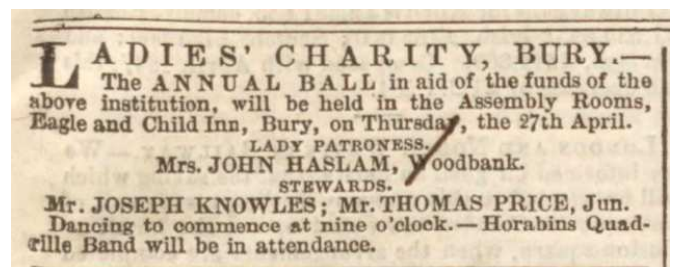 LADIES' CHARITY, BURY.—
The ANNUAL BALL in aid of the funds of the
above institution, will be held in the Assembly Rooms,
Eagle and Child Inn, Bury, on Thursday, the 27th April.
LADY PATRONESS.
Mrs. JOHN HASLAM, Woodbank.
STEWARDS.
Mr. JOSEPH KNOWLES; Mr. THOMAS PRICE, Jun.
Dancing to commence at nine o'clock.—Horabins Quad-
rille Band will be in attendance.